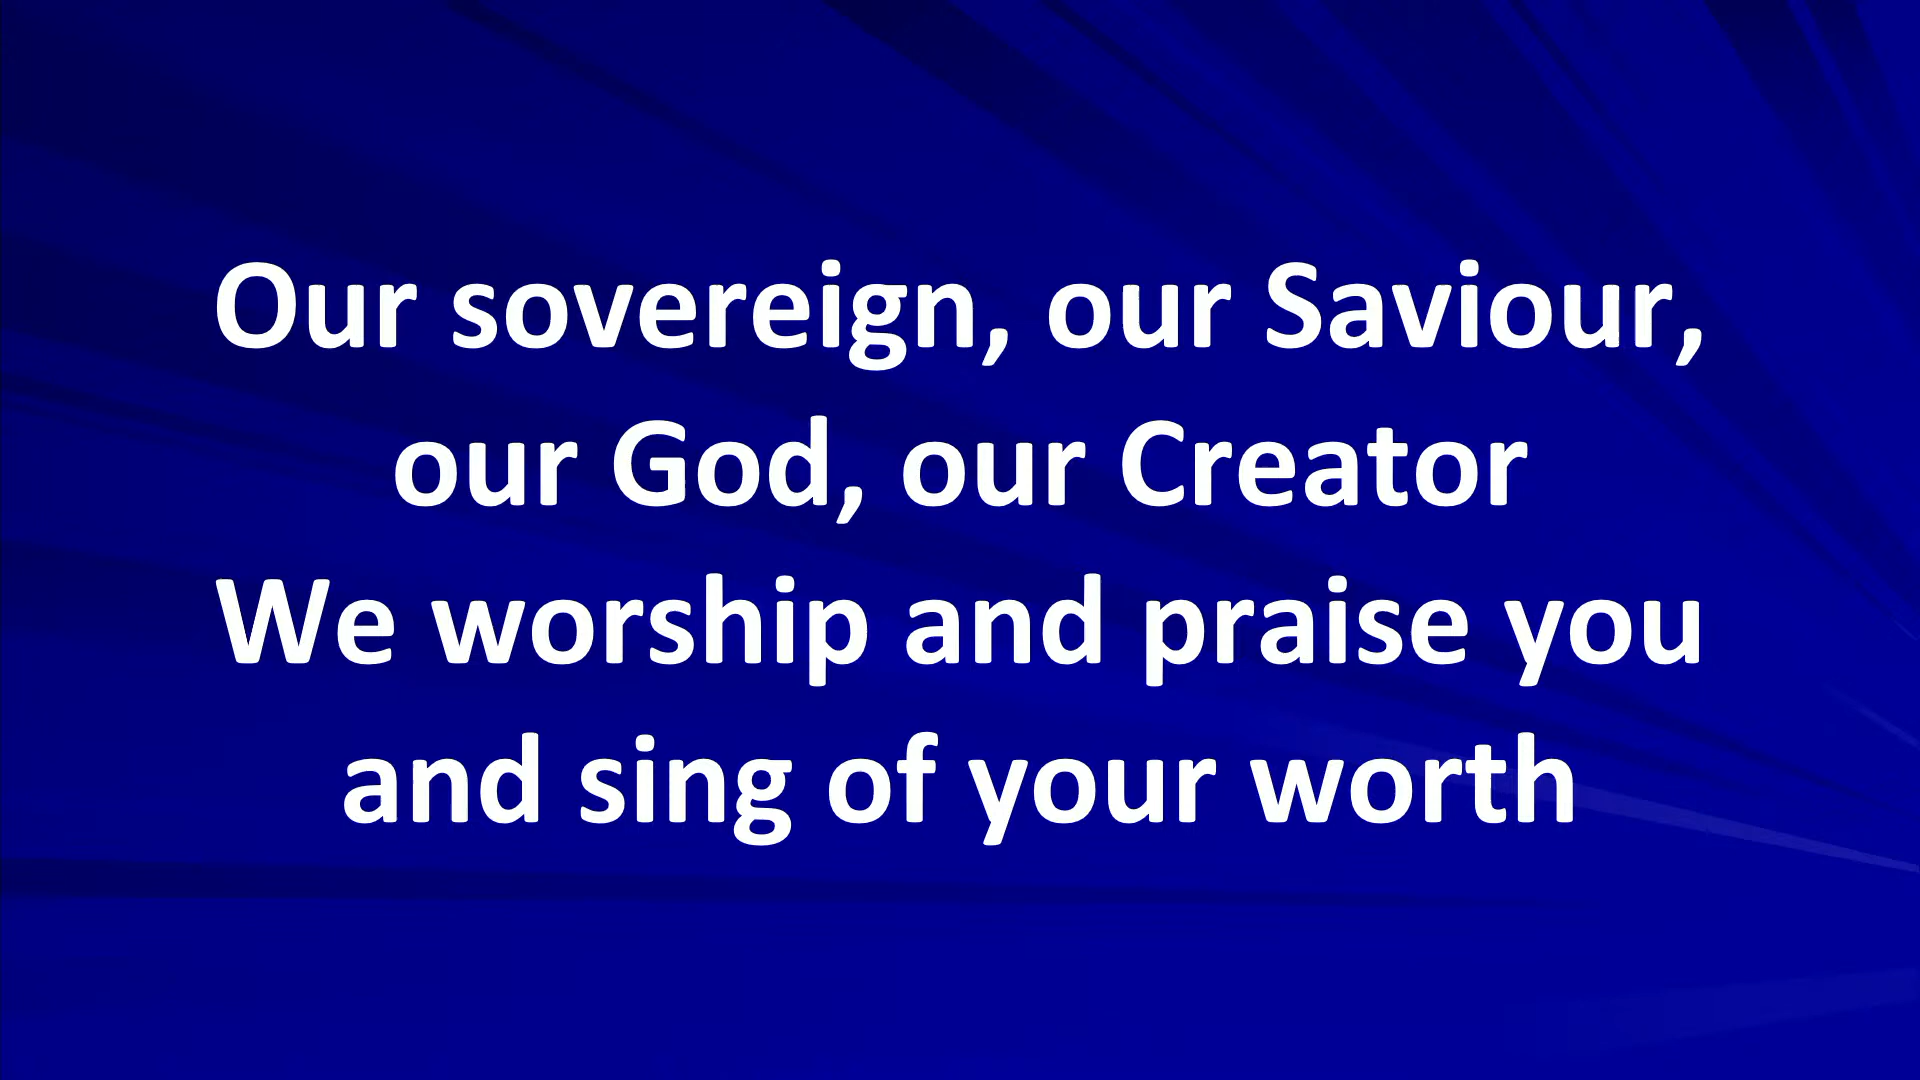 Our sovereign, our Saviour,
our God, our Creator
We worship and praise you
and sing of your worth